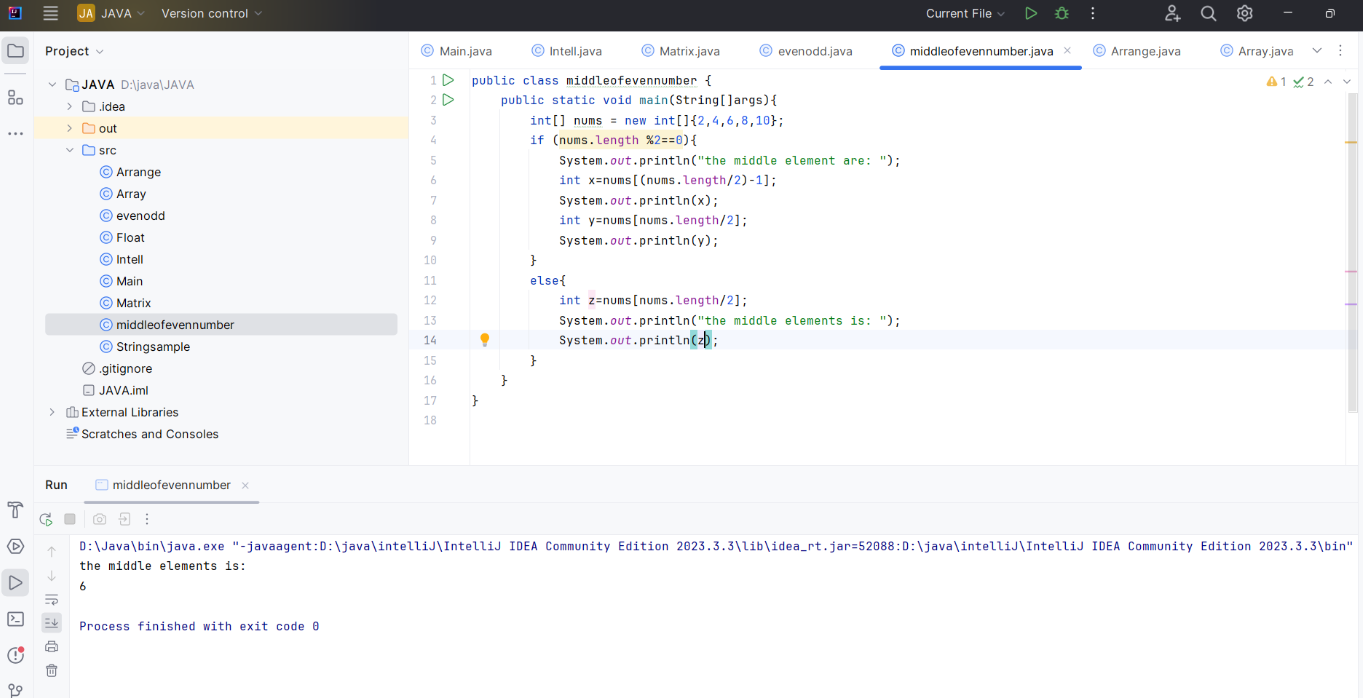 JAVA Version control Current File
Project
Main.java Intell.java Matrix.java evenodd.java middleofevennumber.java Arrange.java Array.java
JAVA D:\java\JAVA
.idea
out
src
Arrange
Array
evenodd
Float
Intell
Main
Matrix
middleofevennumber
Stringsample
.gitignore
JAVA.iml
External Libraries
Scratches and Consoles
1 2
1 public class middleofevennumber {
2 public static void main(String[]args){
3 int[] nums = new int[]{2,4,6,8,10};
4 if (nums.length %2==0){
5 System.out.println("the middle element are: ");
6 int x=nums[(nums.length/2)-1];
7 System.out.println(x);
8 int y=nums[nums.length/2];
9 System.out.println(y);
10 }
11 else{
12 int z=nums[nums.length/2];
13 System.out.println("the middle elements is: ");
14 System.out.println(z);
15 }
16 }
17 }
18
Run middleofevennumber
D:\Java\bin\java.exe "-javaagent:D:\java\intelliJ\IntelliJ IDEA Community Edition 2023.3.3\lib\idea_rt.jar=52088:D:\java\intelliJ\IntelliJ IDEA Community Edition 2023.3.3\bin"
the middle elements is:
6
Process finished with exit code 0